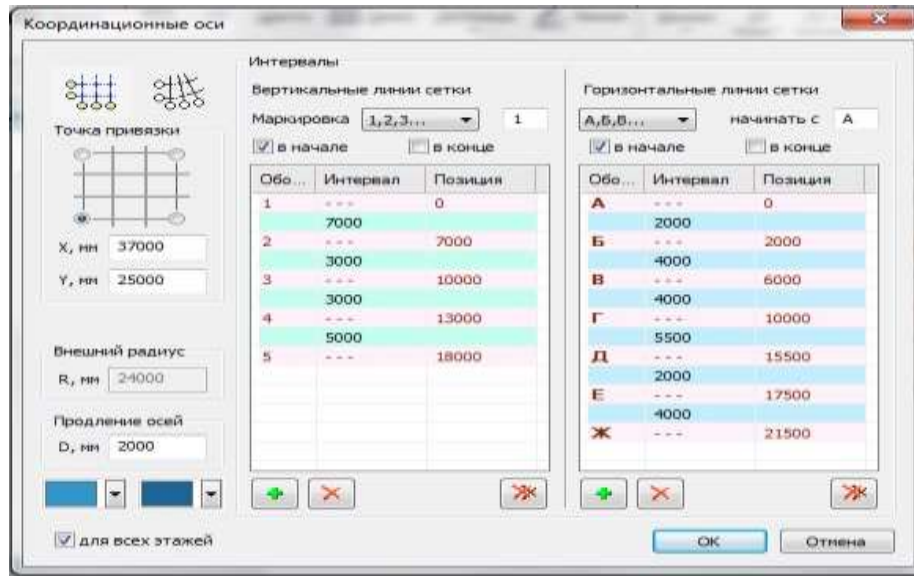 Координационные оси
Точка привязки
X, мм 37000
Y, мм 25000
Внешний радиус
R, мм 24000
Продление осей
D, мм 2000
для всех этажей
Интервалы
Вертикальные линии сетки
Маркировка 1,2,3... 1
в начале в конце
Обо... Интервал Позиция
1 --- 0
7000
2 --- 7000
3000
3 --- 10000
3000
4 --- 13000
5000
5 --- 18000
Горизонтальные линии сетки
А,Б,В... начинать с А
в начале в конце
Обо... Интервал Позиция
А --- 0
2000
Б --- 2000
4000
В --- 6000
4000
Г --- 10000
5500
Д --- 15500
2000
Е --- 17500
4000
Ж --- 21500
ОК Отмена